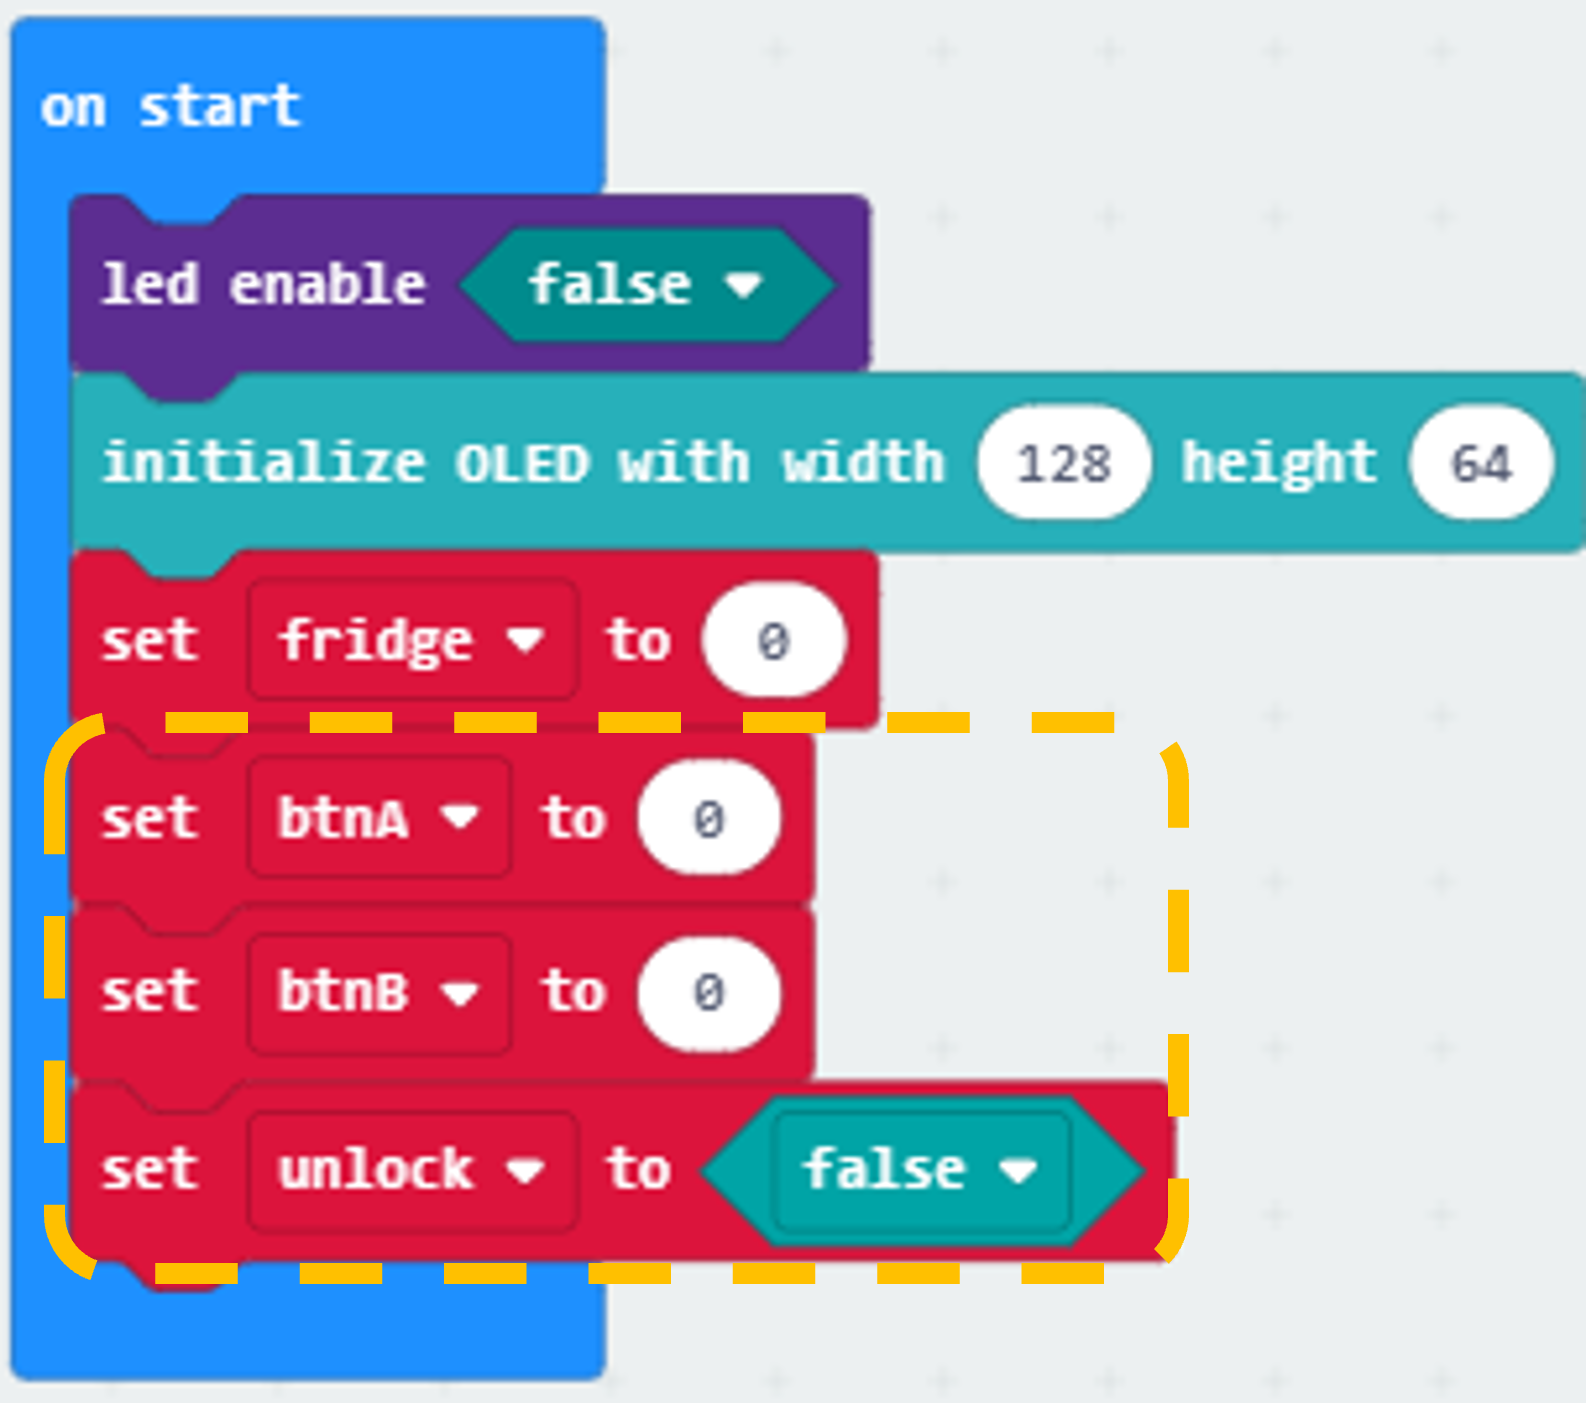 on start
led enable false
initialize OLED with width 128 height 64
set fridge to 0
set btnA to 0
set btnB to 0
set unlock to false